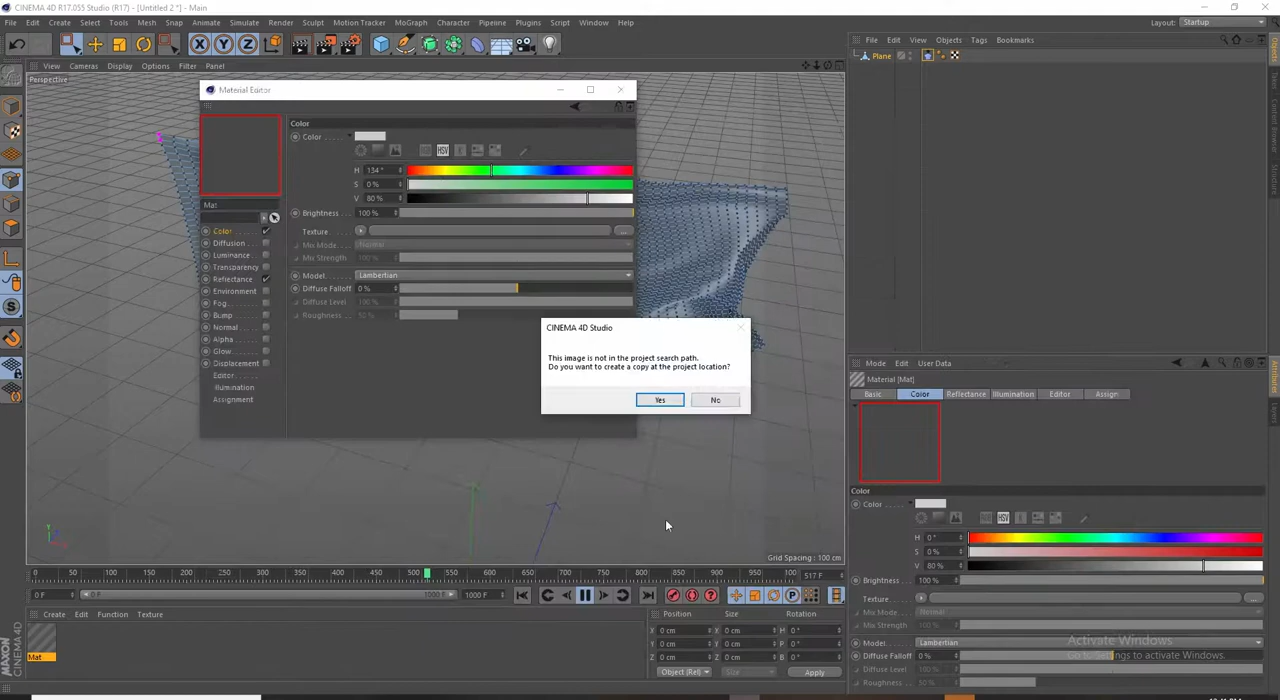 CINEMA 4D R17.055 Studio (R17) - [Untitled 2 *] - Main
File Edit Create Select Tools Mesh Snap Animate Simulate Render Sculpt Motion Tracker MoGraph Character Pipeline Plugins Script Window Help
Layout: Startup
X Y Z
File Edit View Objects Tags Bookmarks
View Cameras Display Options Filter Panel
Perspective
Plane
Objects
Material Editor
Color
Color
HSV
H 134°
S 0%
V 80%
Brightness 100%
Texture
Mix Mode Normal
Mix Strength 100%
Model Lambertian
Diffuse Falloff 0%
Diffuse Level 100%
Roughness 50%
Mat
Color
Diffusion
Luminance
Transparency
Reflectance
Environment
Fog
Bump
Normal
Alpha
Glow
Displacement
Editor
Illumination
Assignment
CINEMA 4D Studio
This image is not in the project search path.
Do you want to create a copy at the project location?
Yes No
Grid Spacing : 100 cm
Mode Edit User Data
Attributes
Layers
Material [Mat]
Basic Color Reflectance Illumination Editor Assign
Color
Color
HSV
H 0°
S 0%
V 80%
Brightness 100%
Texture
Mix Mode Normal
Mix Strength 100%
Model Lambertian
Diffuse Falloff 0%
Diffuse Level 100%
Roughness 50%
Activate Windows
Go to Settings to activate Windows.
0 50 100 150 200 250 300 350 400 450 500 550 600 650 700 750 800 850 900 950 100
517 F
0 F 0 F 1000 F 1000 F
P
Create Edit Function Texture
Mat
MAXON
CINEMA 4D
Position Size Rotation
X 0 cm X 0 cm H 0°
Y 0 cm Y 0 cm P 0°
Z 0 cm Z 0 cm B 0°
Object (Rel) Size Apply